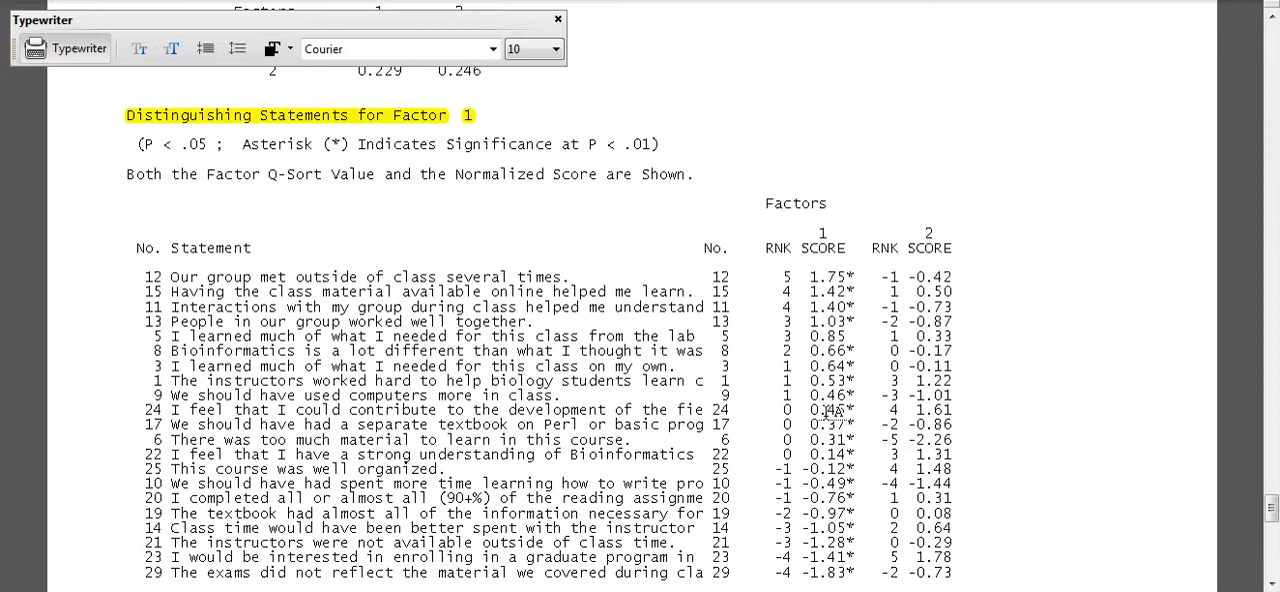 Typewriter
Typewriter Courier 10
2 0.229 0.246
Distinguishing Statements for Factor 1
(P < .05 ; Asterisk (*) Indicates Significance at P < .01)
Both the Factor Q-Sort Value and the Normalized Score are Shown.
Factors
1 2
No. Statement No. RNK SCORE RNK SCORE
12 Our group met outside of class several times. 12 5 1.75* -1 -0.42
15 Having the class material available online helped me learn. 15 4 1.42* 1 0.50
11 Interactions with my group during class helped me understand 11 4 1.40* -1 -0.73
13 People in our group worked well together. 13 3 1.03* -2 -0.87
5 I learned much of what I needed for this class from the lab 5 3 0.85 1 0.33
8 Bioinformatics is a lot different than what I thought it was 8 2 0.66* 0 -0.17
3 I learned much of what I needed for this class on my own. 3 1 0.64* 0 -0.11
1 The instructors worked hard to help biology students learn c 1 1 0.53* 3 1.22
9 We should have used computers more in class. 9 1 0.46* -3 -1.01
24 I feel that I could contribute to the development of the fie 24 0 4 1.61
17 We should have had a separate textbook on Perl or basic prog 17 0 0.37* -2 -0.86
6 There was too much material to learn in this course. 6 0 0.31* -5 -2.26
22 I feel that I have a strong understanding of Bioinformatics 22 0 0.14* 3 1.31
25 This course was well organized. 25 -1 -0.12* 4 1.48
10 We should have had spent more time learning how to write pro 10 -1 -0.49* -4 -1.44
20 I completed all or almost all (90+%) of the reading assignme 20 -1 -0.76* 1 0.31
19 The textbook had almost all of the information necessary for 19 -2 -0.97* 0 0.08
14 Class time would have been better spent with the instructor 14 -3 -1.05* 2 0.64
21 The instructors were not available outside of class time. 21 -3 -1.28* 0 -0.29
23 I would be interested in enrolling in a graduate program in 23 -4 -1.41* 5 1.78
29 The exams did not reflect the material we covered during cla 29 -4 -1.83* -2 -0.73